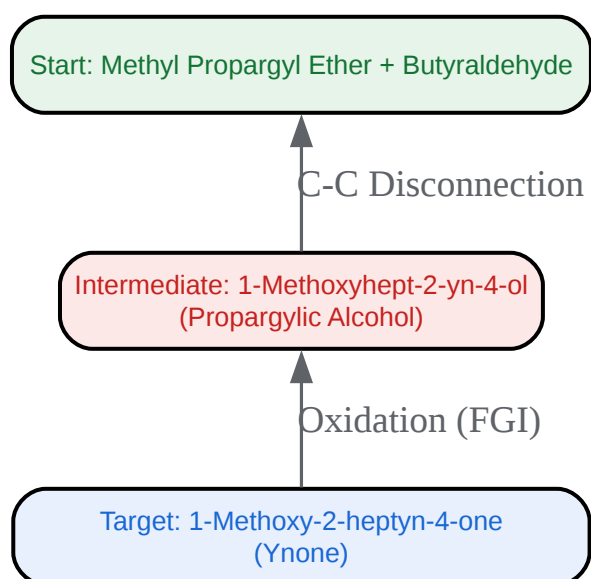 Start: Methyl Propargyl Ether + Butyraldehyde
C-C Disconnection
Intermediate: 1-Methoxyhept-2-yn-4-ol
(Propargylic Alcohol)
Oxidation (FGI)
Target: 1-Methoxy-2-heptyn-4-one
(Ynone)